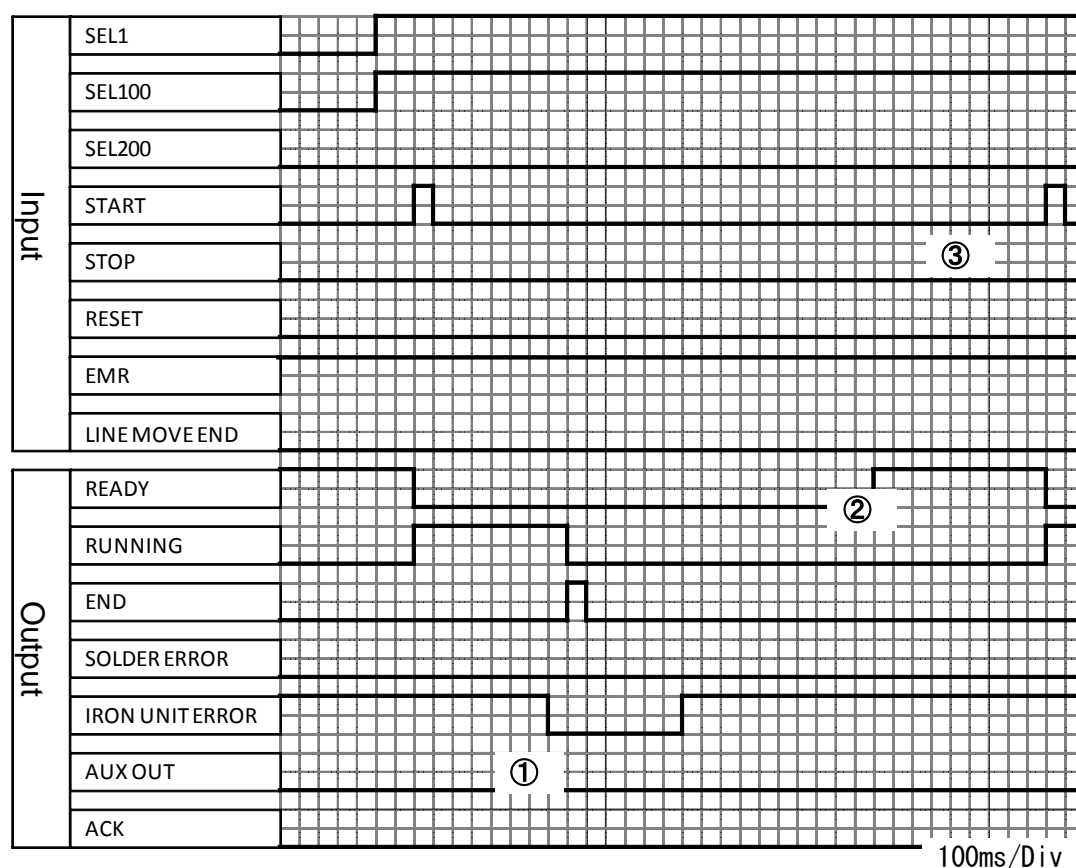 Input
SEL1
SEL100
SEL200
START
STOP
③
RESET
EMR
LINE MOVE END
Output
READY
②
RUNNING
END
SOLDER ERROR
IRON UNIT ERROR
AUX OUT
①
ACK
100ms/Div